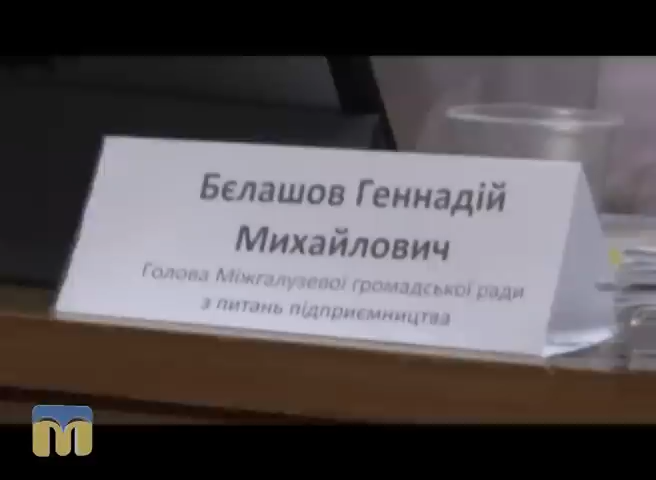 Бєлашов Геннадій
Михайлович
Голова Міжгалузевої громадської ради
з питань підприємництва